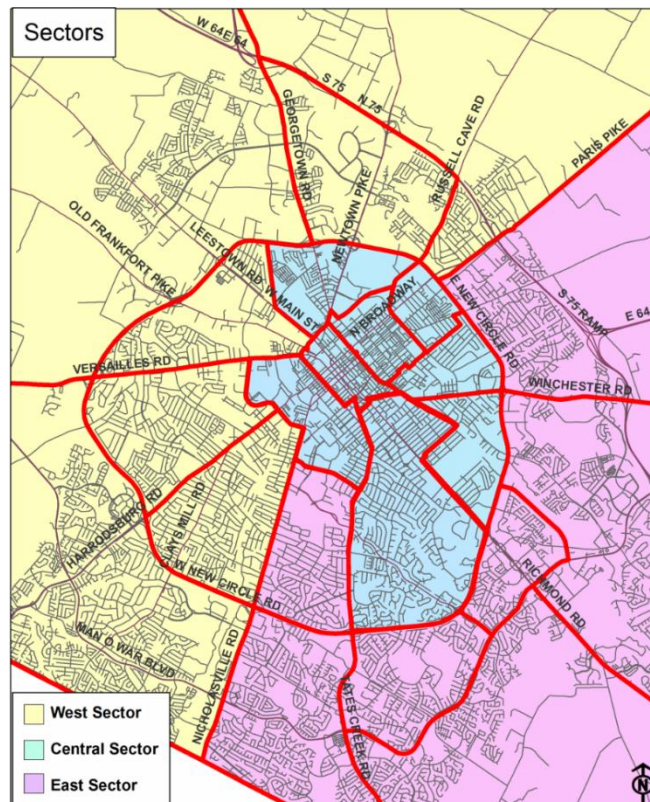 Sectors
W 64E 64
S 75 N 75
GEORGETOWN RD
RUSSELL CAVE RD
PARIS PIKE
NEWTOWN PIKE
OLD FRANKFORT PIKE
LEESTOWN RD
W MAIN ST
N BROADWAY
E NEW CIRCLE RD
S 75 RAMP
E 64
VERSAILLES RD
WINCHESTER RD
HARRODSBURG RD
CLAYS MILL RD
W NEW CIRCLE RD
RICHMOND RD
MAN O WAR BLVD
NICHOLASVILLE RD
TATES CREEK RD
West Sector
Central Sector
East Sector
N